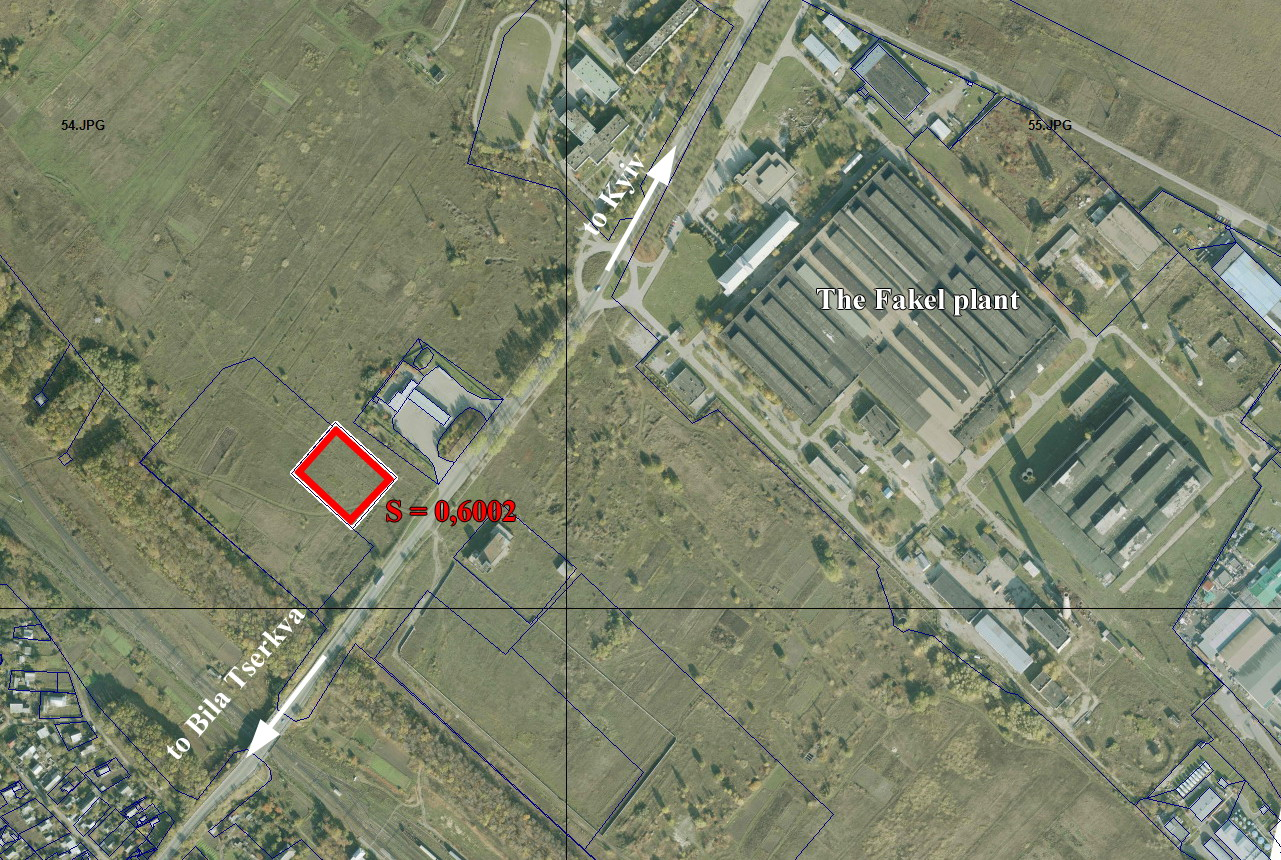 54.JPG
55.JPG
to Kyiv
The Fakel plant
S = 0,6002
to Bila Tserkva